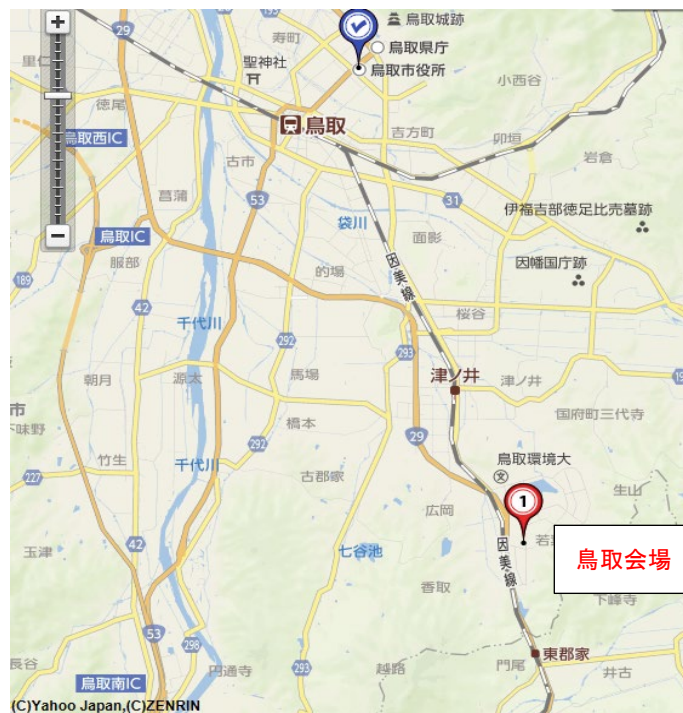 鳥取城跡
29
寿町
鳥取県庁
里仁
聖神社
鳥取市役所
小西谷
徳尾
鳥取
鳥取西IC
吉方町
卯垣
古市
岩倉
菖蒲
53
31
伊福吉部徳足比売墓跡
袋川
鳥取IC
面影
服部
因幡国庁跡
的場
因美線
189
42
桜谷
千代川
292
293
津ノ井
津ノ井
朝月
源太
馬場
国府町三代寺
市
下味野
橋本
29
292
竹生
千代川
鳥取環境大
227
古郡家
生山
広岡
1
42
七谷池
玉津
因美線
鳥取会場
香取
下峰寺
53
298
東郡家
長谷
円通寺
293
越路
門尾
井古
鳥取南IC
(C)Yahoo Japan,(C)ZENRIN